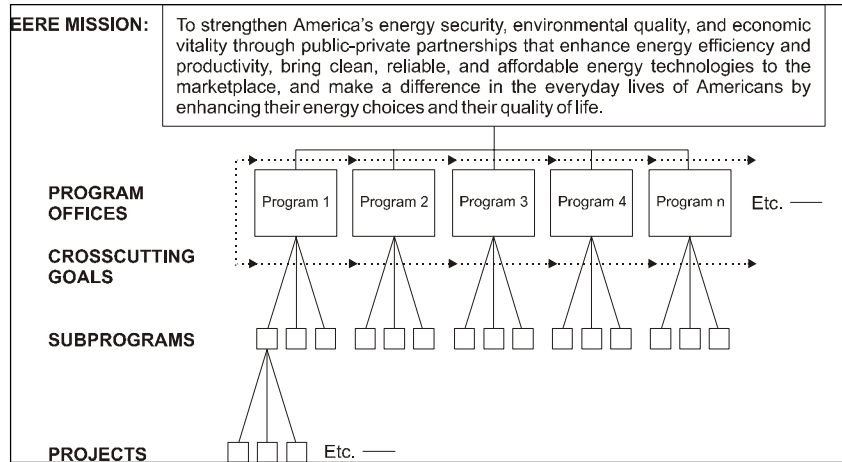 EERE MISSION:
To strengthen America's energy security, environmental quality, and economic
vitality through public-private partnerships that enhance energy efficiency and
productivity, bring clean, reliable, and affordable energy technologies to the
marketplace, and make a difference in the everyday lives of Americans by
enhancing their energy choices and their quality of life.
PROGRAM
OFFICES
Program 1
Program 2
Program 3
Program 4
Program n
Etc.
CROSSCUTTING
GOALS
SUBPROGRAMS
PROJECTS
Etc.